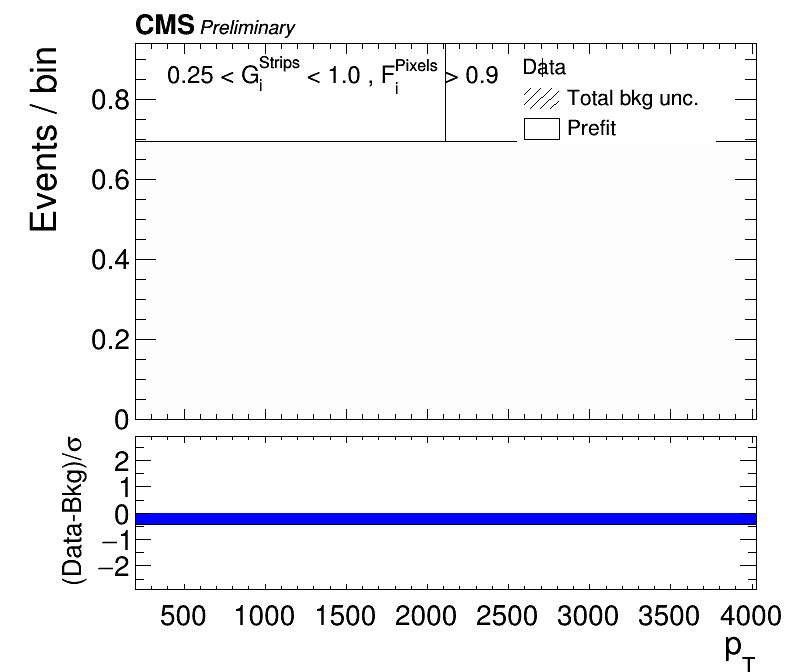 CMS Preliminary
Events / bin
0.25 < G_i^Strips < 1.0 , F_i^Pixels > 0.9
Data
Total bkg unc.
Prefit
0.8
0.6
0.4
0.2
0
(Data-Bkg)/σ
2
1
0
−1
−2
500 1000 1500 2000 2500 3000 3500 4000
p_T